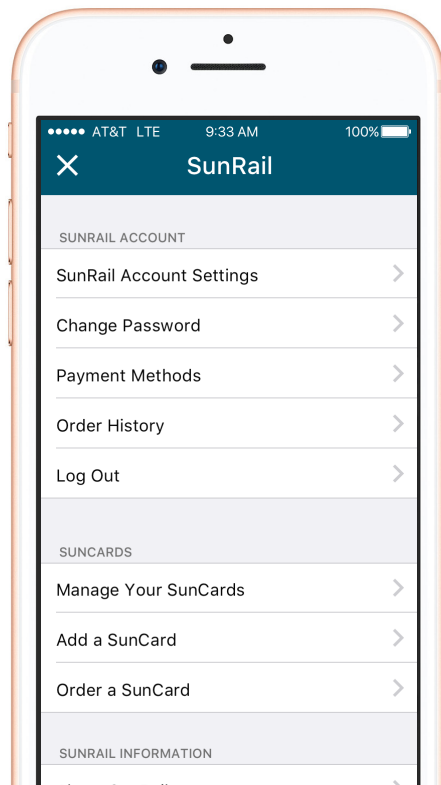 AT&T LTE 9:33 AM 100%
SunRail
SUNRAIL ACCOUNT
SunRail Account Settings
Change Password
Payment Methods
Order History
Log Out
SUNCARDS
Manage Your SunCards
Add a SunCard
Order a SunCard
SUNRAIL INFORMATION